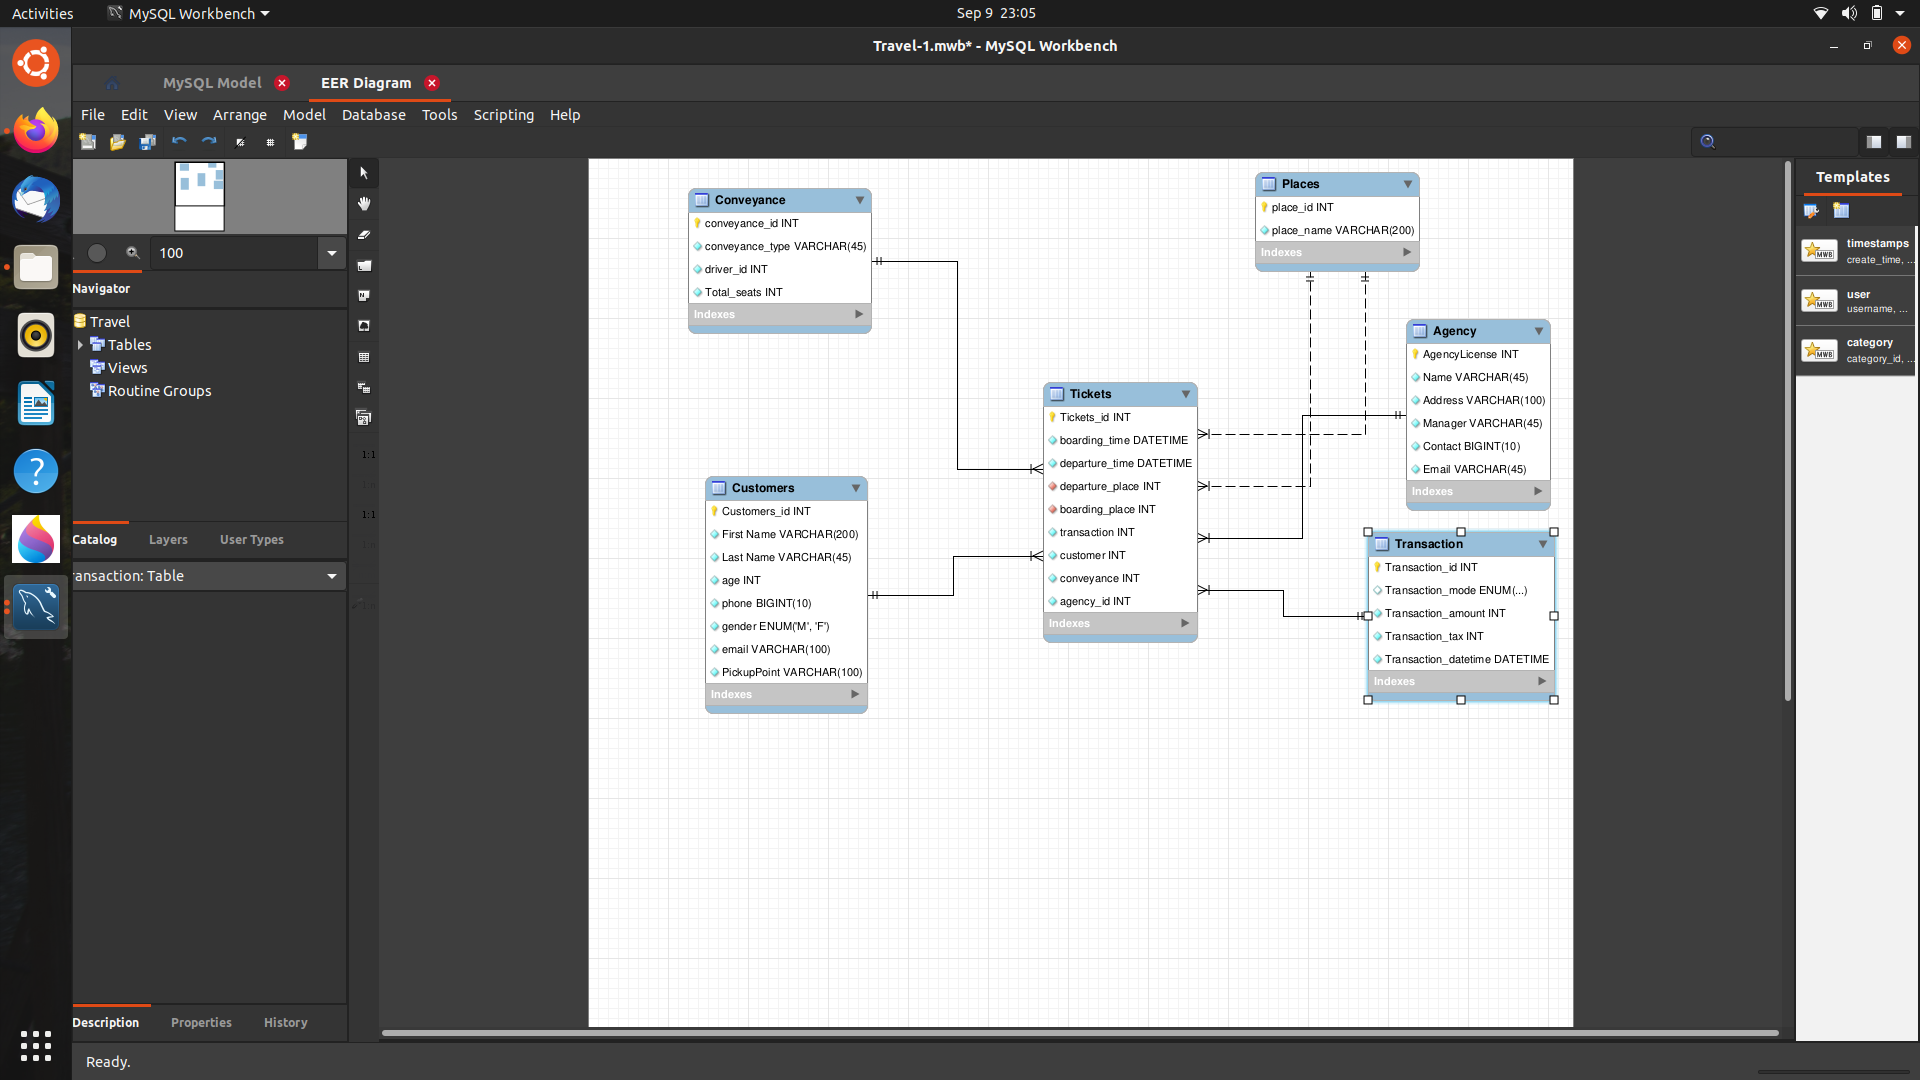 Activities
MySQL Workbench
Sep 9 23:05
Travel-1.mwb* - MySQL Workbench
MySQL Model
EER Diagram
File Edit View Arrange Model Database Tools Scripting Help
100
Navigator
Travel
Tables
Views
Routine Groups
Catalog Layers User Types
ransaction: Table
Description Properties History
Ready.
1:1
1:1
Conveyance
conveyance_id INT
conveyance_type VARCHAR(45)
driver_id INT
Total_seats INT
Indexes
Customers
Customers_id INT
First Name VARCHAR(200)
Last Name VARCHAR(45)
age INT
phone BIGINT(10)
gender ENUM('M', 'F')
email VARCHAR(100)
PickupPoint VARCHAR(100)
Indexes
Tickets
Tickets_id INT
boarding_time DATETIME
departure_time DATETIME
departure_place INT
boarding_place INT
transaction INT
customer INT
conveyance INT
agency_id INT
Indexes
Places
place_id INT
place_name VARCHAR(200)
Indexes
Agency
AgencyLicense INT
Name VARCHAR(45)
Address VARCHAR(100)
Manager VARCHAR(45)
Contact BIGINT(10)
Email VARCHAR(45)
Indexes
Transaction
Transaction_id INT
Transaction_mode ENUM(...)
Transaction_amount INT
Transaction_tax INT
Transaction_datetime DATETIME
Indexes
Templates
MWB
timestamps
create_time, ...
MWB
user
username, ...
MWB
category
category_id, ...